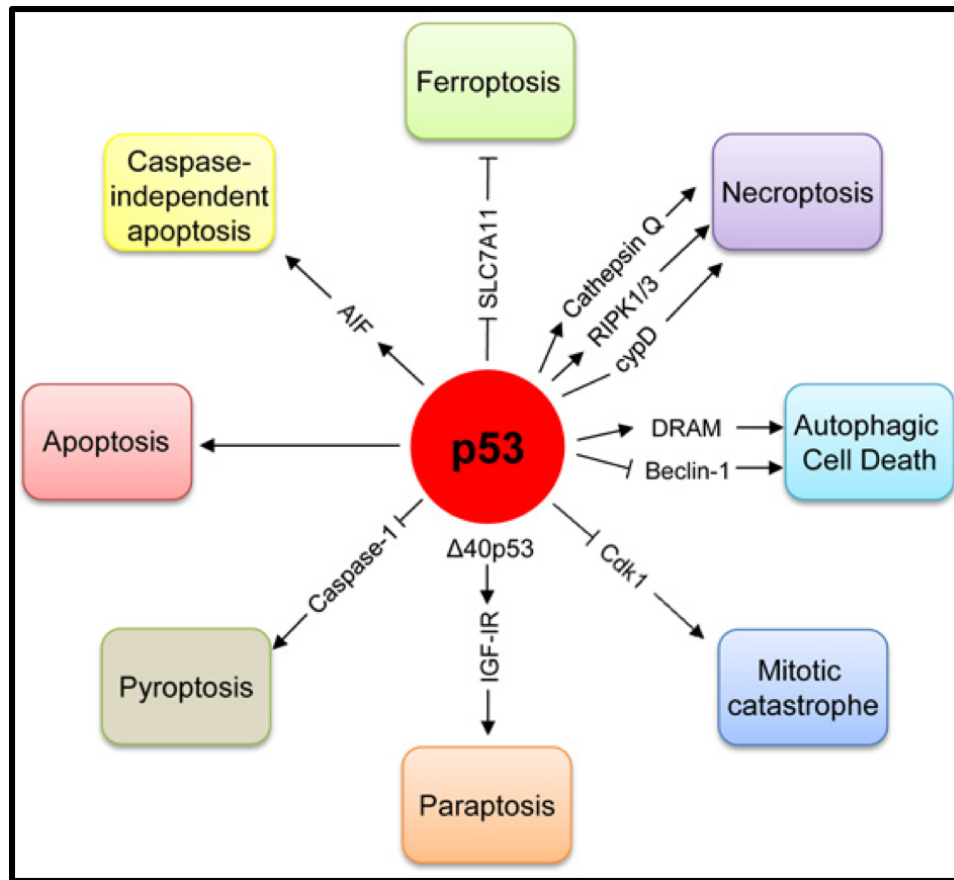 Ferroptosis
Caspase-
independent
apoptosis
Necroptosis
SLC7A11
Cathepsin Q
RIPK1/3
cypD
AIF
Apoptosis
p53
DRAM
Beclin-1
Autophagic
Cell Death
Caspase-1
Δ40p53
Cdk1
IGF-IR
Pyroptosis
Mitotic
catastrophe
Paraptosis